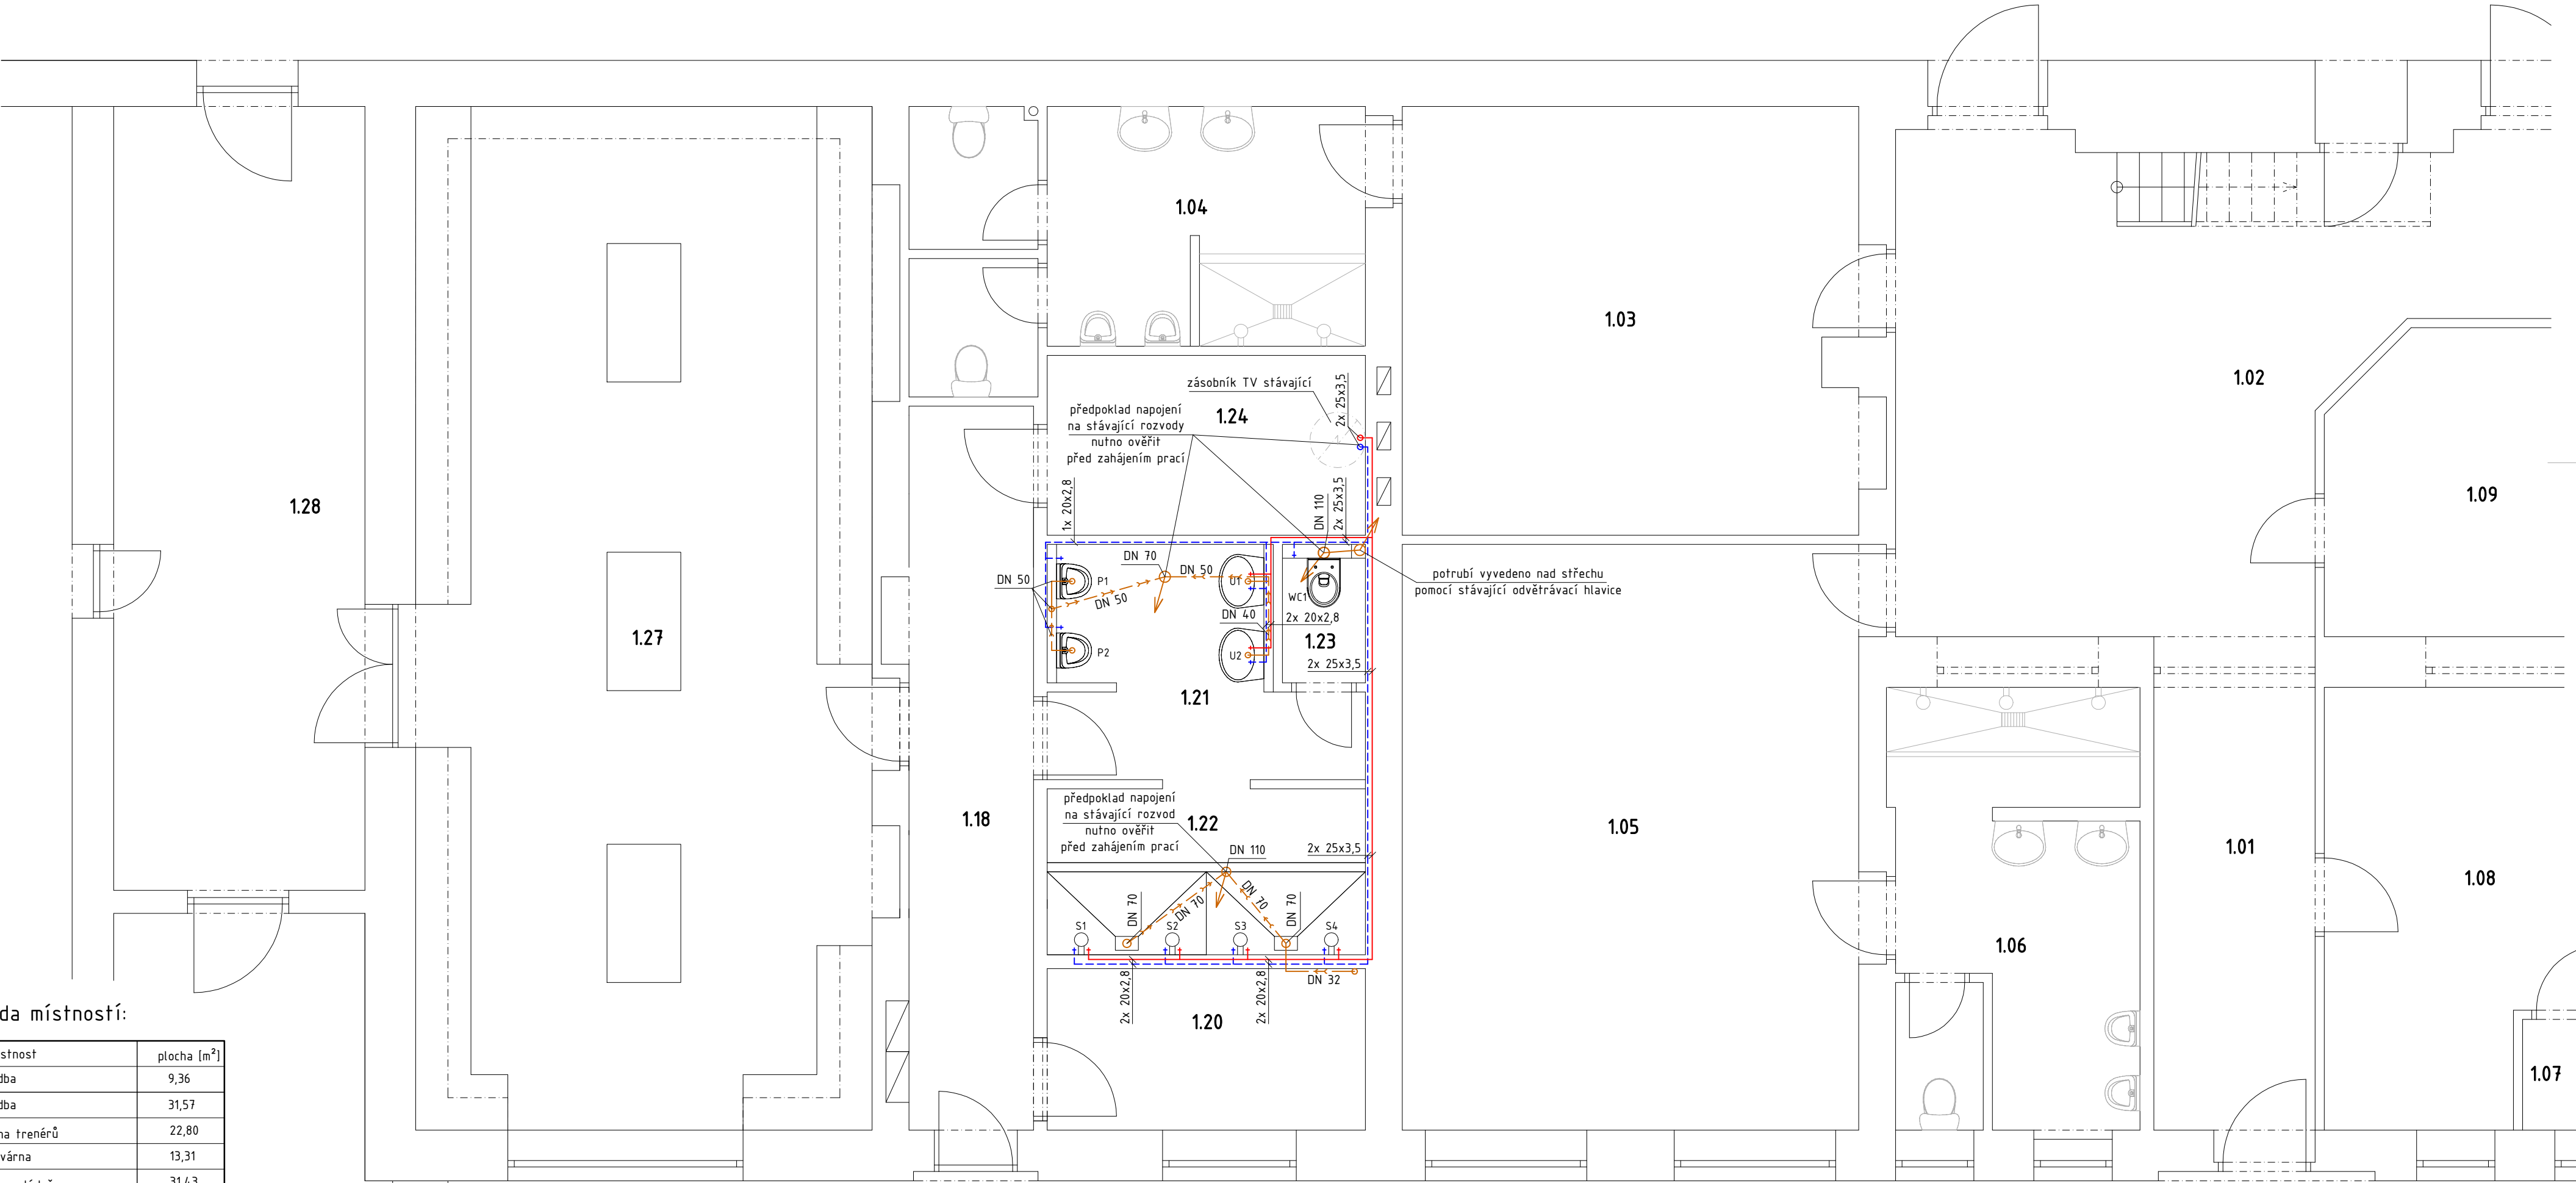 1.04
1.03
1.02
1.09
zásobník TV stávající
2x 25x3,5
předpoklad napojení
na stávající rozvody
nutno ověřit
před zahájením prací
1.24
1.28
1x 20x2,8
DN 110
2x 25x3,5
DN 70
DN 50
DN 50
DN 50
P1
U1
WC1
potrubí vyvedeno nad střechu
pomocí stávající odvětrávací hlavice
DN 40
2x 20x2,8
1.27
P2
U2
1.23
2x 25x3,5
1.21
1.18
předpoklad napojení
na stávající rozvod
nutno ověřit
před zahájením prací
1.22
DN 110
2x 25x3,5
1.05
1.01
1.08
DN 70
DN 70
DN 70
DN 70
S1
S2
S3
S4
1.06
2x 20x2,8
2x 20x2,8
DN 32
1.20
1.07
da místností:
stnost
plocha [m²]
dba
9,36
dba
31,57
na trenérů
22,80
várna
13,31
31,43